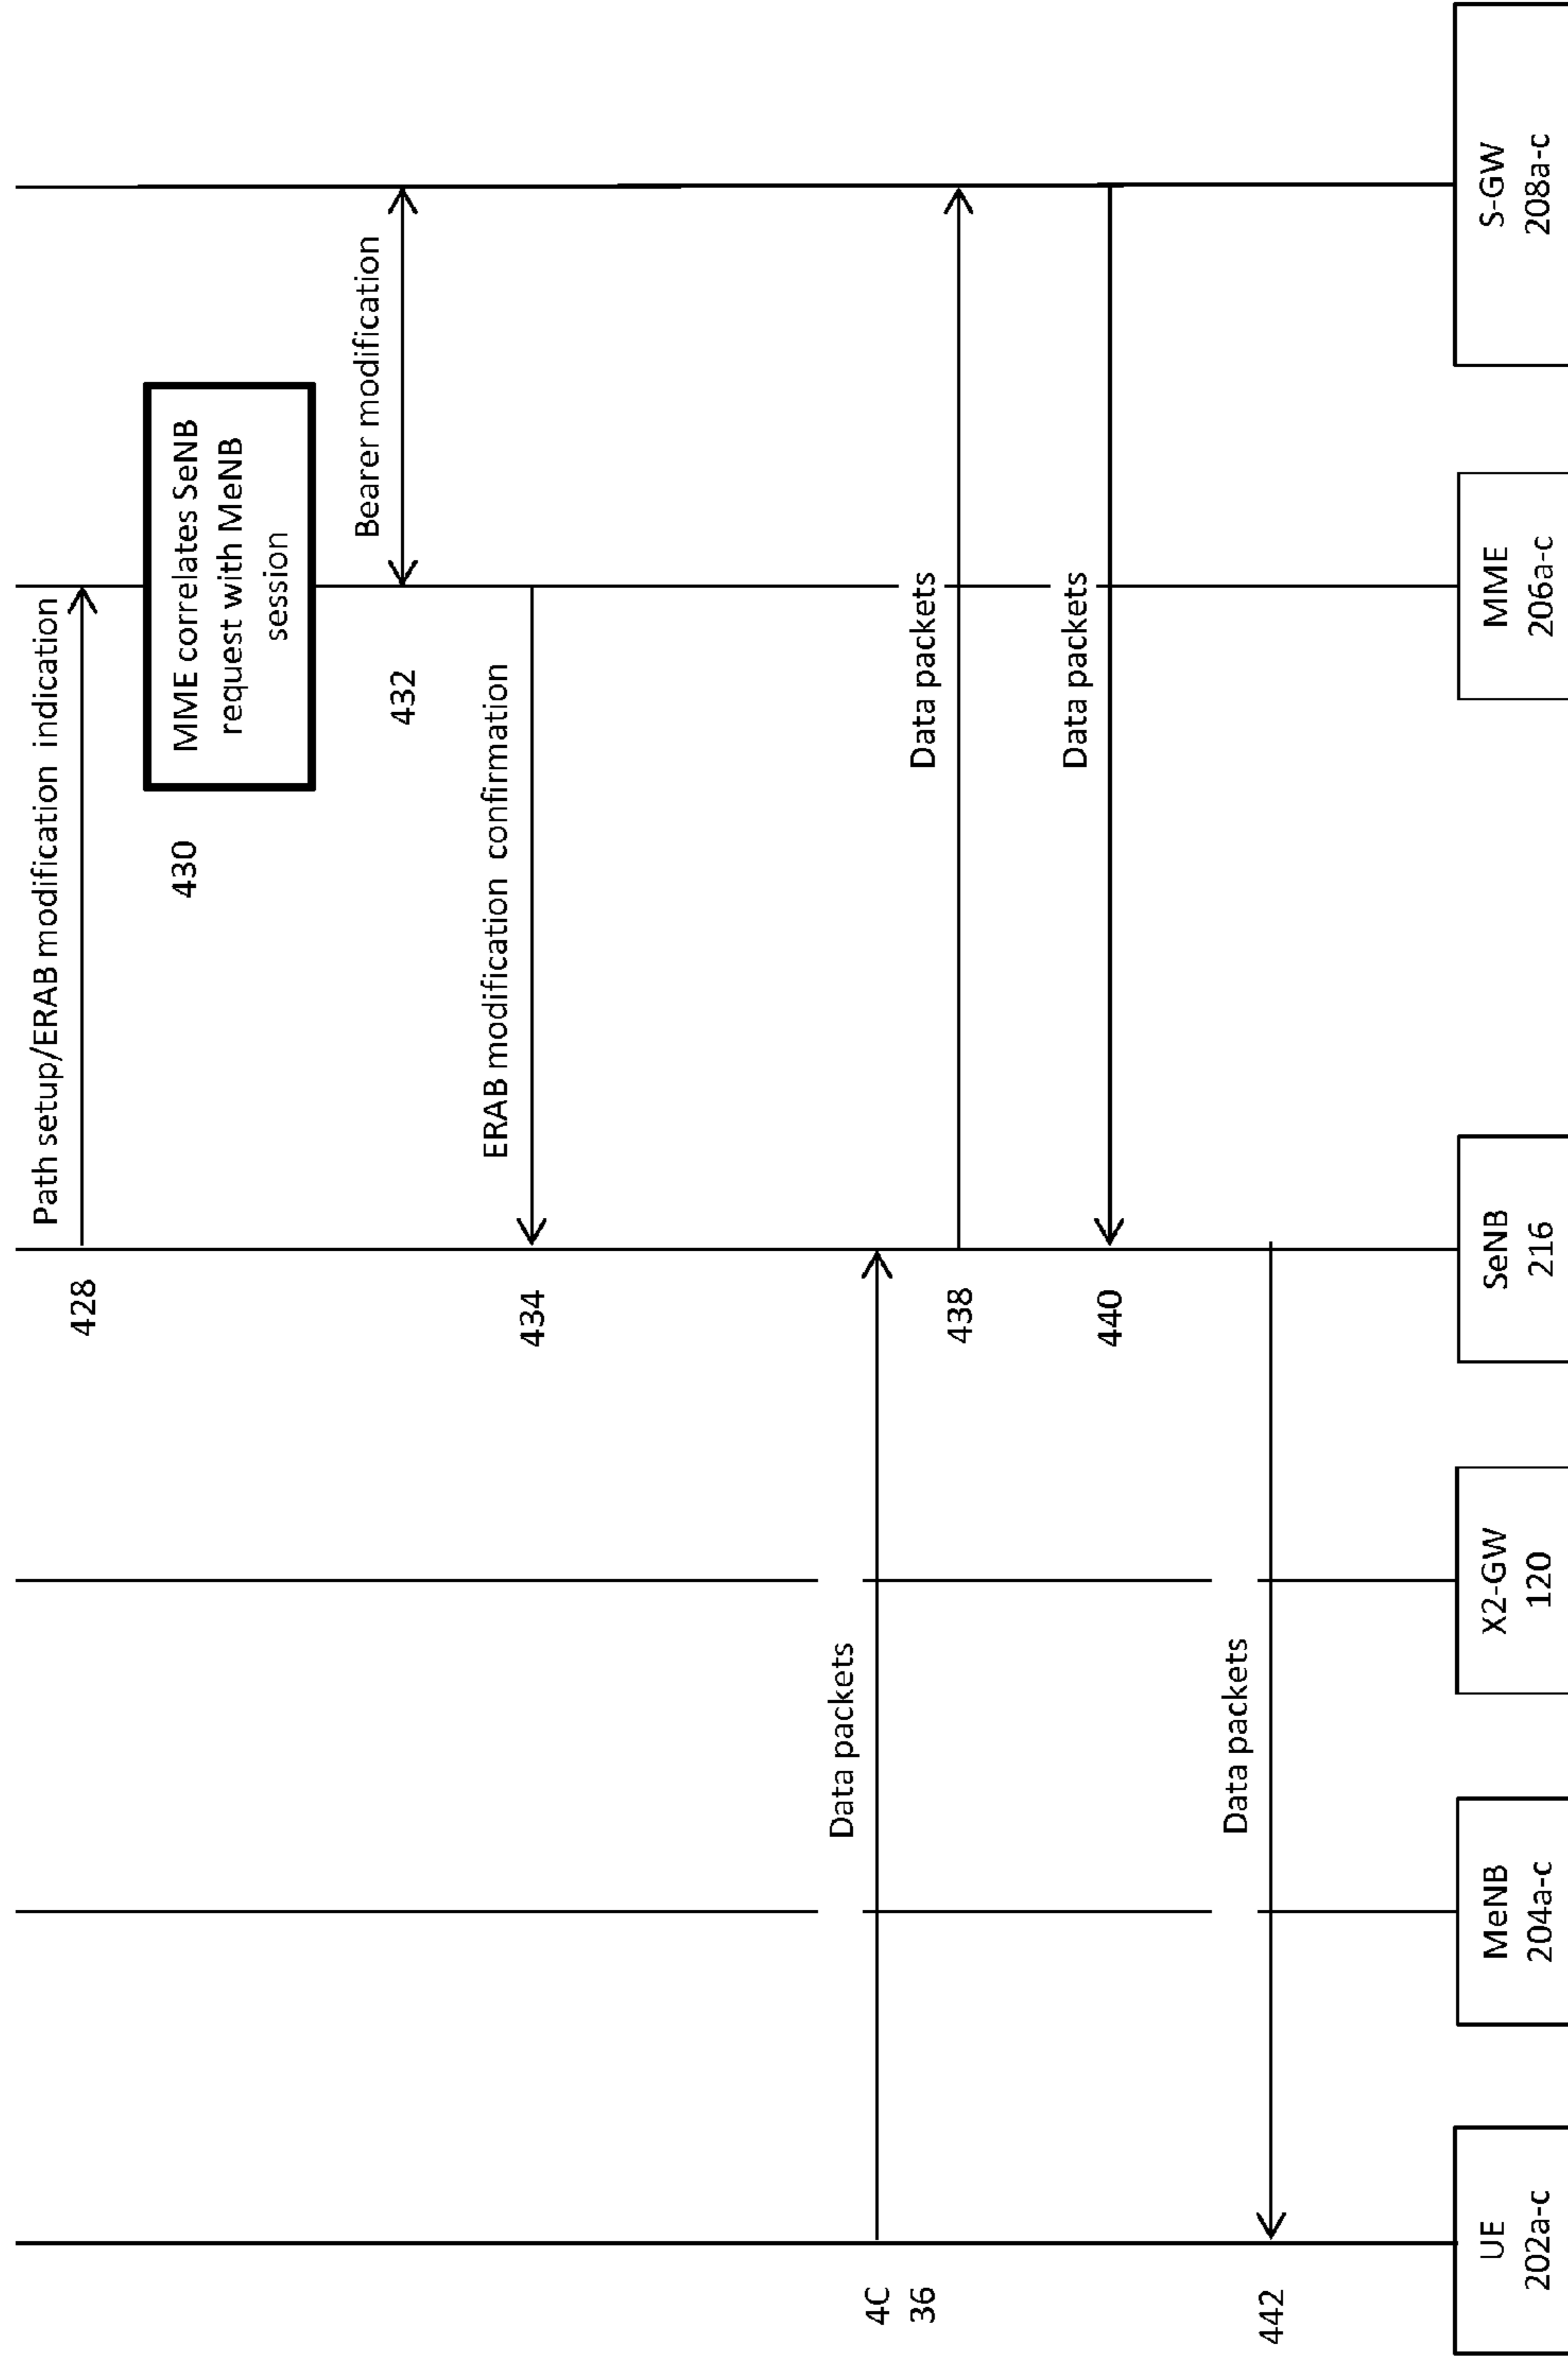 Path setup/ERAB modification indication
428
MME correlates SeNB
request with MeNB
session
430
Bearer modification
432
ERAB modification confirmation
434
Data packets
4C
36
Data packets
438
Data packets
440
Data packets
442
UE
202a-c
MeNB
204a-c
X2-GW
120
SeNB
216
MME
206a-c
S-GW
208a-c